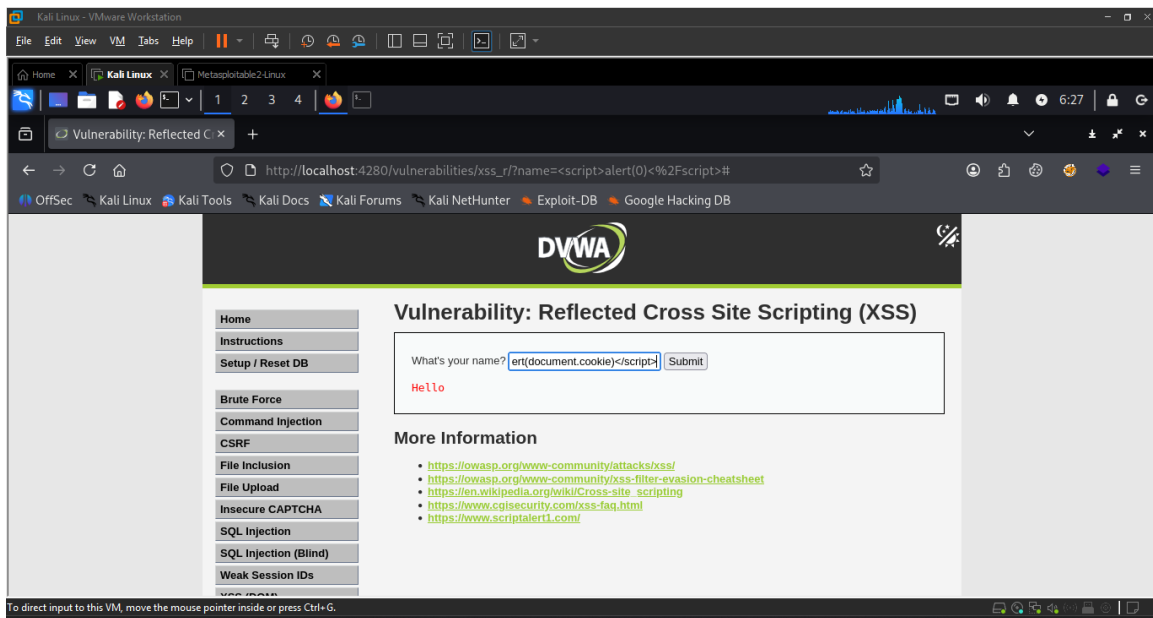 Kali Linux - VMware Workstation
File Edit View VM Tabs Help
Home Kali Linux Metasploitable2-Linux
1 2 3 4 6:27
Vulnerability: Reflected C
http://localhost:4280/vulnerabilities/xss_r/?name=<script>alert(0)<%2Fscript>#
OffSec Kali Linux Kali Tools Kali Docs Kali Forums Kali NetHunter Exploit-DB Google Hacking DB
DVWA
Home
Instructions
Setup / Reset DB
Brute Force
Command Injection
CSRF
File Inclusion
File Upload
Insecure CAPTCHA
SQL Injection
SQL Injection (Blind)
Weak Session IDs
XSS (DOM)
Vulnerability: Reflected Cross Site Scripting (XSS)
What's your name? ert(document.cookie)</script> Submit
Hello
More Information
https://owasp.org/www-community/attacks/xss/
https://owasp.org/www-community/xss-filter-evasion-cheatsheet
https://en.wikipedia.org/wiki/Cross-site_scripting
https://www.cgisecurity.com/xss-faq.html
https://www.scriptalert1.com/
To direct input to this VM, move the mouse pointer inside or press Ctrl+G.